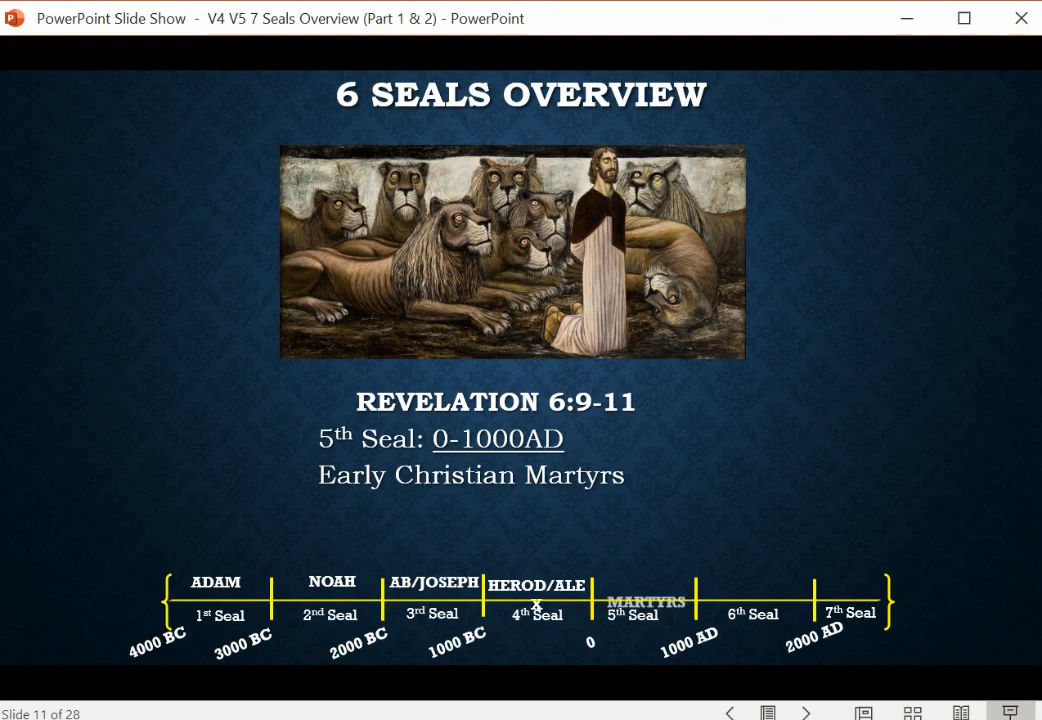 PowerPoint Slide Show - V4 V5 7 Seals Overview (Part 1 & 2) - PowerPoint
6 SEALS OVERVIEW
REVELATION 6:9-11
5th Seal: 0-1000AD
Early Christian Martyrs
ADAM NOAH AB/JOSEPH HEROD/ALE
X MARTYRS
1st Seal 2nd Seal 3rd Seal 4th Seal 5th Seal 6th Seal 7th Seal
4000 BC 3000 BC 2000 BC 1000 BC 0 1000 AD 2000 AD
Slide 11 of 28